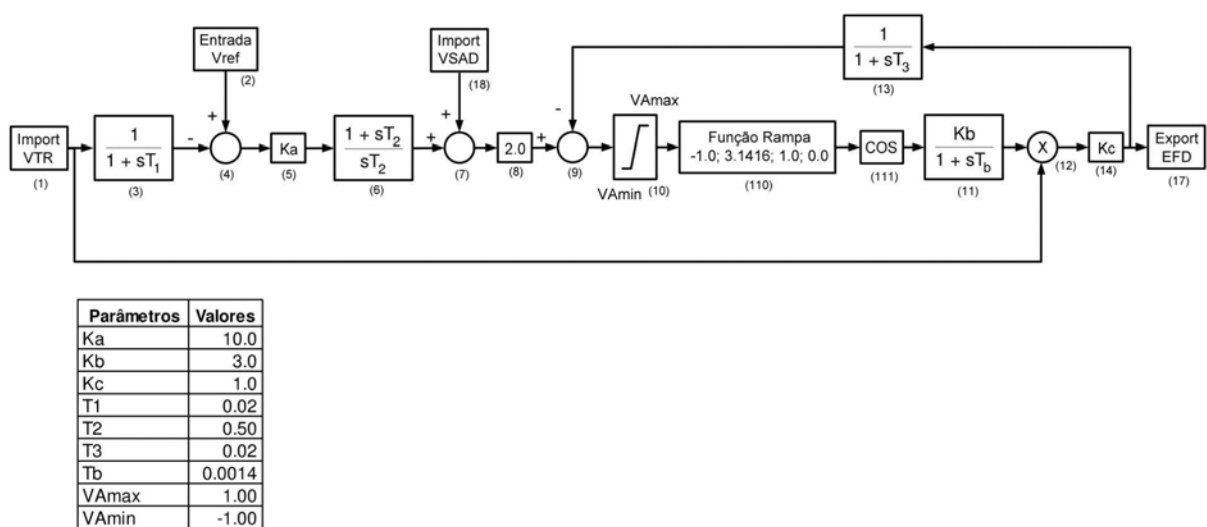 Import
VTR
(1)
1
1 + sT1
(3)
Entrada
Vref
(2)
+
-
(4)
Ka
(5)
1 + sT2
sT2
(6)
Import
VSAD
(18)
+
+
(7)
2.0
(8)
+
-
(9)
VAmax
VAmin
(10)
Função Rampa
-1.0; 3.1416; 1.0; 0.0
(110)
COS
(111)
Kb
1 + sTb
(11)
X
(12)
Kc
(14)
1
1 + sT3
(13)
Export
EFD
(17)
Parâmetros Valores
Ka 10.0
Kb 3.0
Kc 1.0
T1 0.02
T2 0.50
T3 0.02
Tb 0.0014
VAmax 1.00
VAmin -1.00